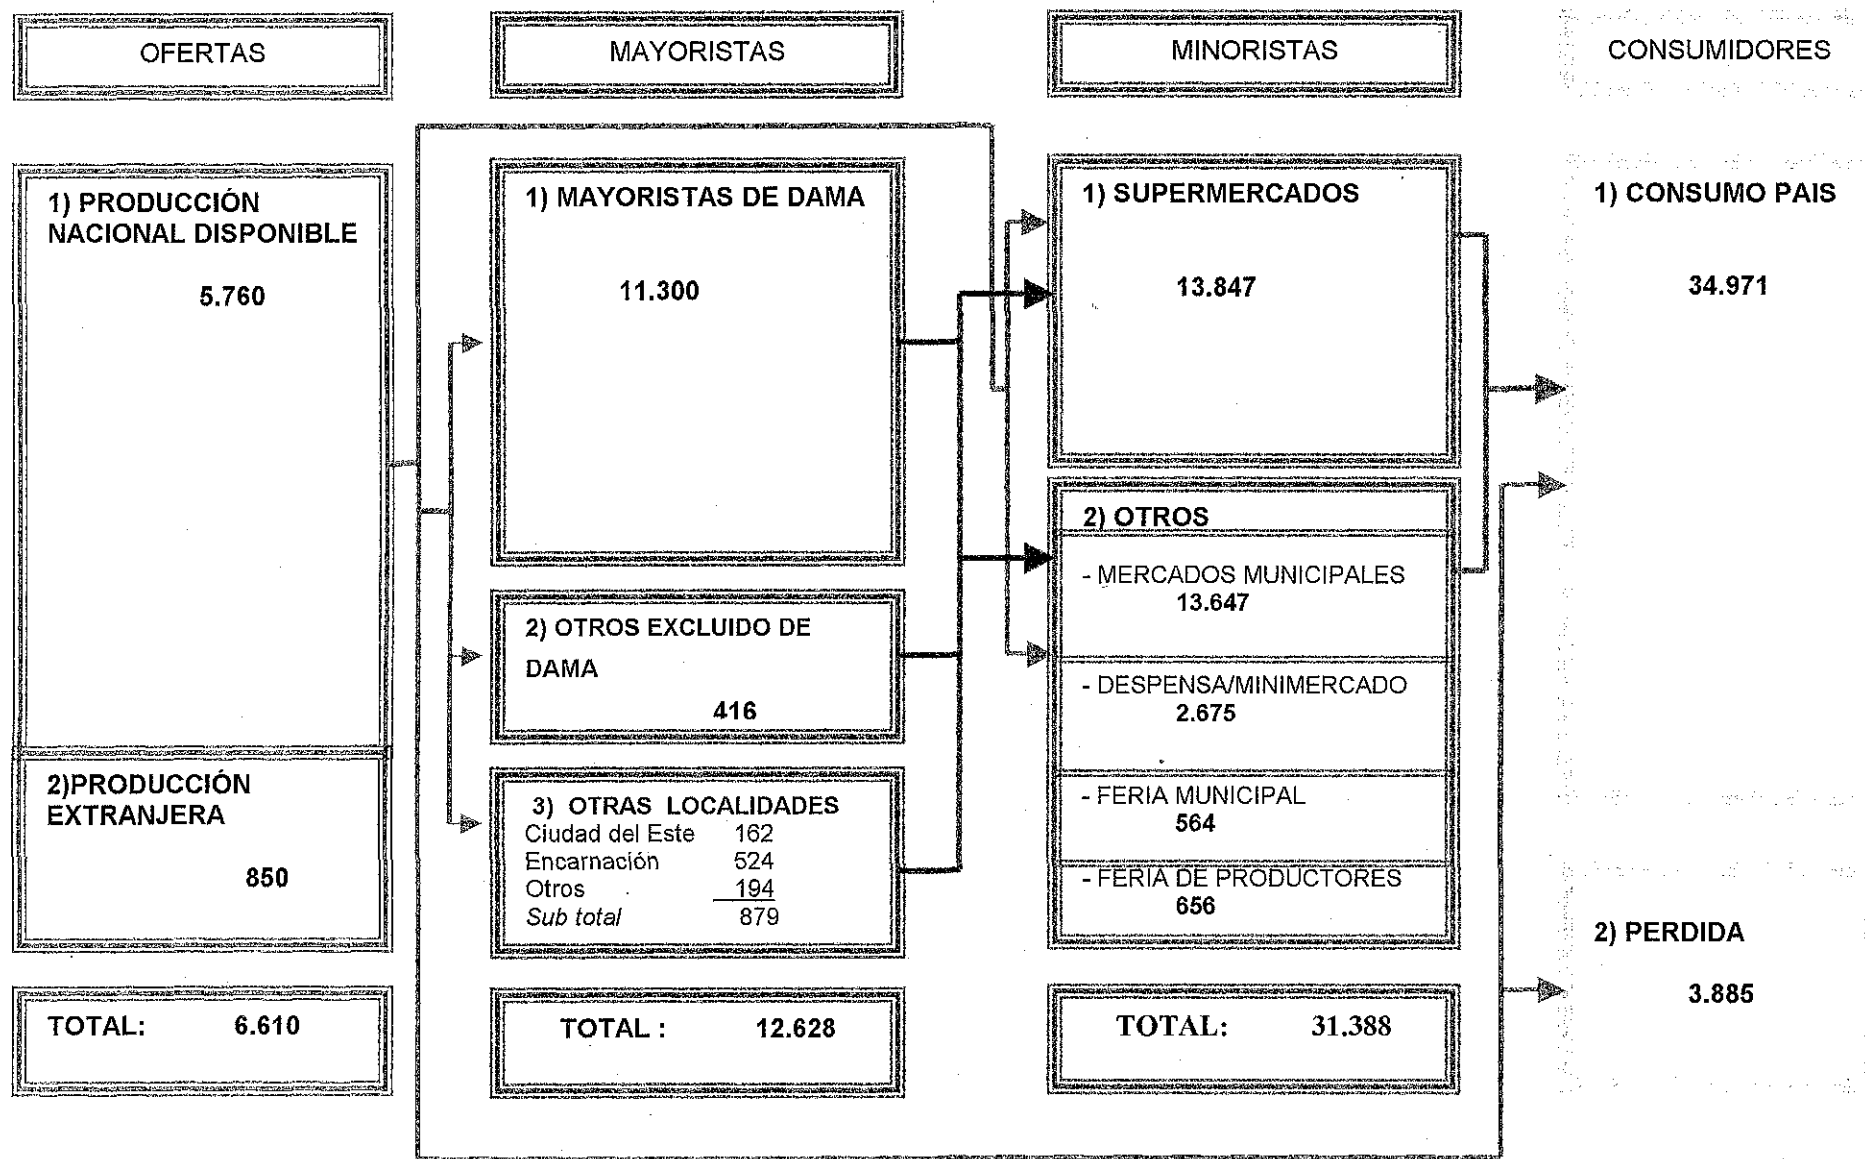 OFERTAS
MAYORISTAS
MINORISTAS
CONSUMIDORES
1) PRODUCCIÓN
NACIONAL DISPONIBLE
5.760
2)PRODUCCIÓN
EXTRANJERA
850
TOTAL: 6.610
1) MAYORISTAS DE DAMA
11.300
2) OTROS EXCLUIDO DE
DAMA
416
3) OTRAS LOCALIDADES
Ciudad del Este 162
Encarnación 524
Otros 194
Sub total 879
TOTAL : 12.628
1) SUPERMERCADOS
13.847
2) OTROS
- MERCADOS MUNICIPALES
13.647
- DESPENSA/MINIMERCADO
2.675
- FERIA MUNICIPAL
564
- FERIA DE PRODUCTORES
656
TOTAL: 31.388
1) CONSUMO PAIS
34.971
2) PERDIDA
3.885